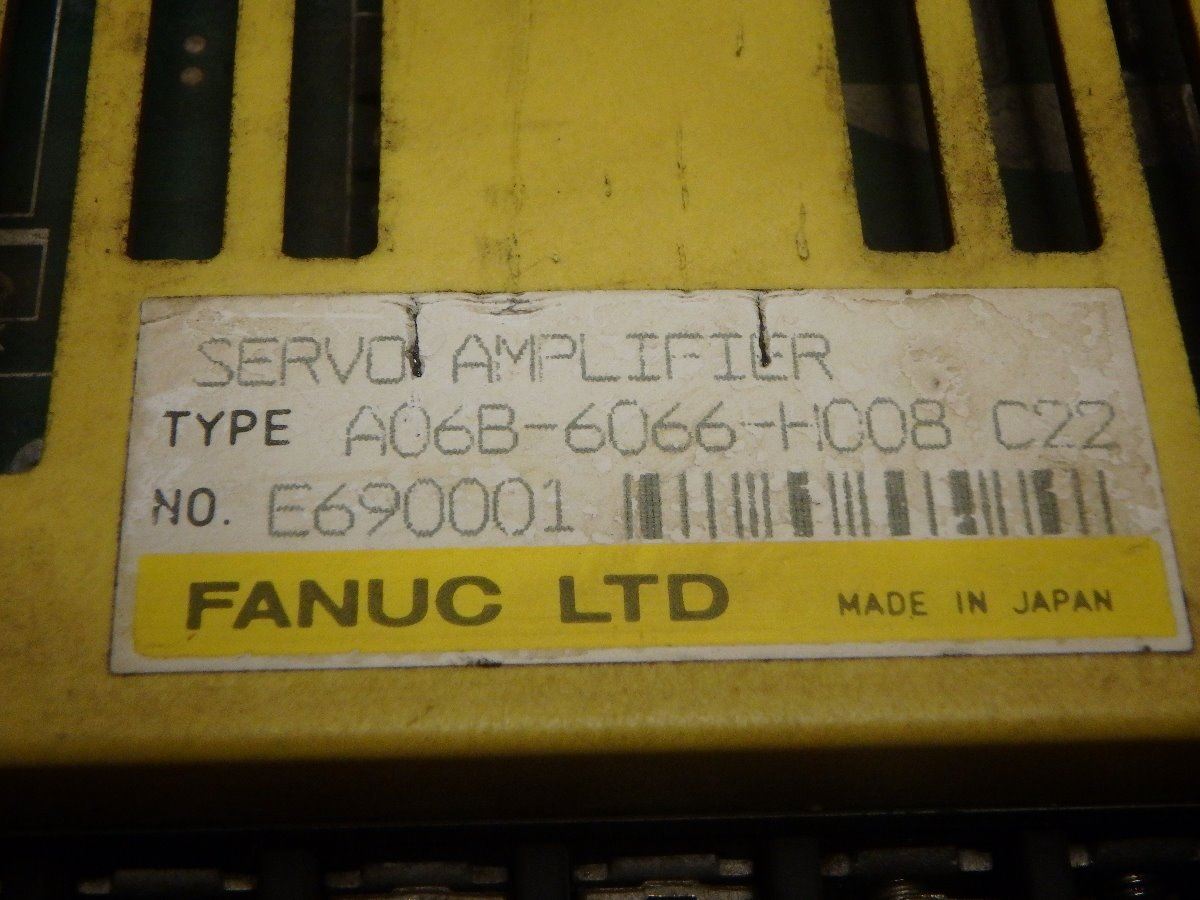 SERVO AMPLIFIER
TYPE A06B-6066-H008 C22
NO. E690001
FANUC LTD MADE IN JAPAN